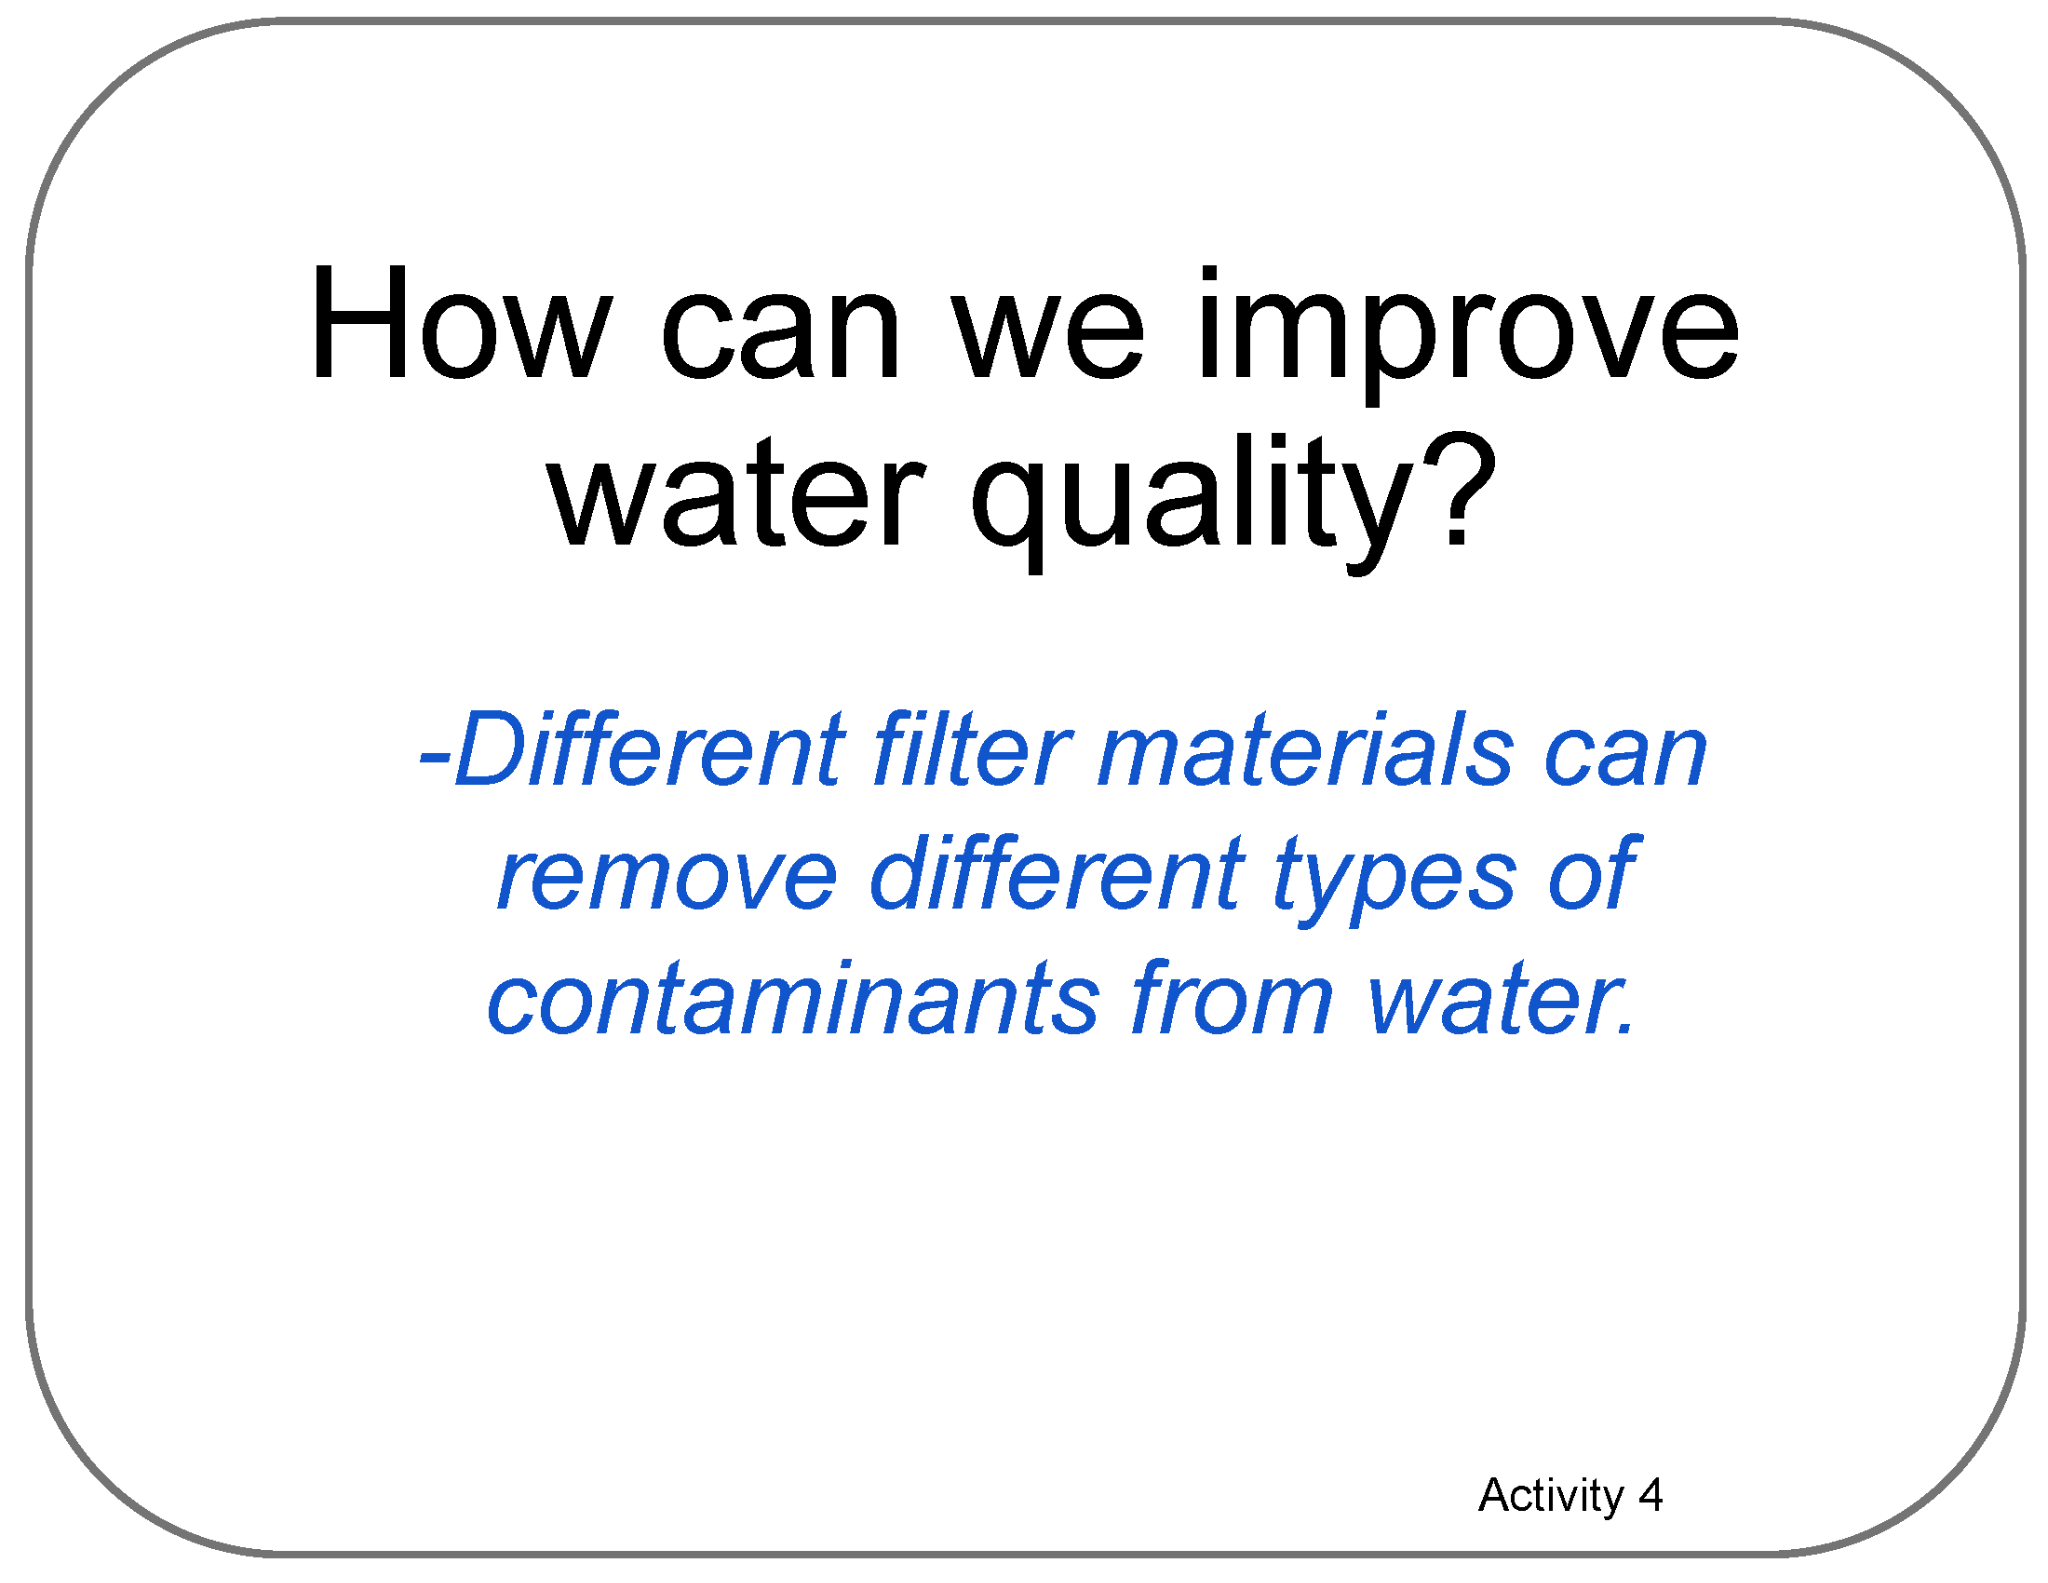 How can we improve
water quality?
-Different filter materials can
remove different types of
contaminants from water.
Activity 4